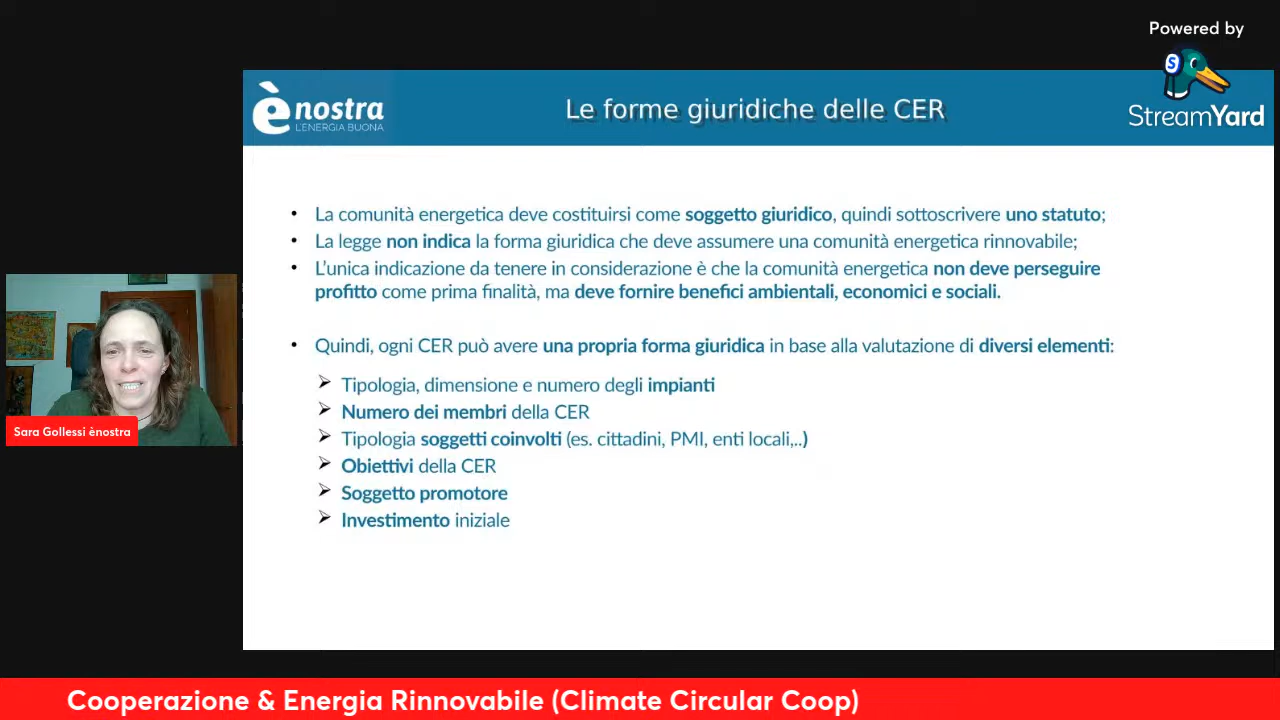 Powered by
StreamYard
è nostra
L'ENERGIA BUONA
Le forme giuridiche delle CER
• La comunità energetica deve costituirsi come soggetto giuridico, quindi sottoscrivere uno statuto;
• La legge non indica la forma giuridica che deve assumere una comunità energetica rinnovabile;
• L'unica indicazione da tenere in considerazione è che la comunità energetica non deve perseguire
profitto come prima finalità, ma deve fornire benefici ambientali, economici e sociali.
• Quindi, ogni CER può avere una propria forma giuridica in base alla valutazione di diversi elementi:
➢ Tipologia, dimensione e numero degli impianti
➢ Numero dei membri della CER
➢ Tipologia soggetti coinvolti (es. cittadini, PMI, enti locali,..)
➢ Obiettivi della CER
➢ Soggetto promotore
➢ Investimento iniziale
Sara Gollessi ènostra
Cooperazione & Energia Rinnovabile (Climate Circular Coop)